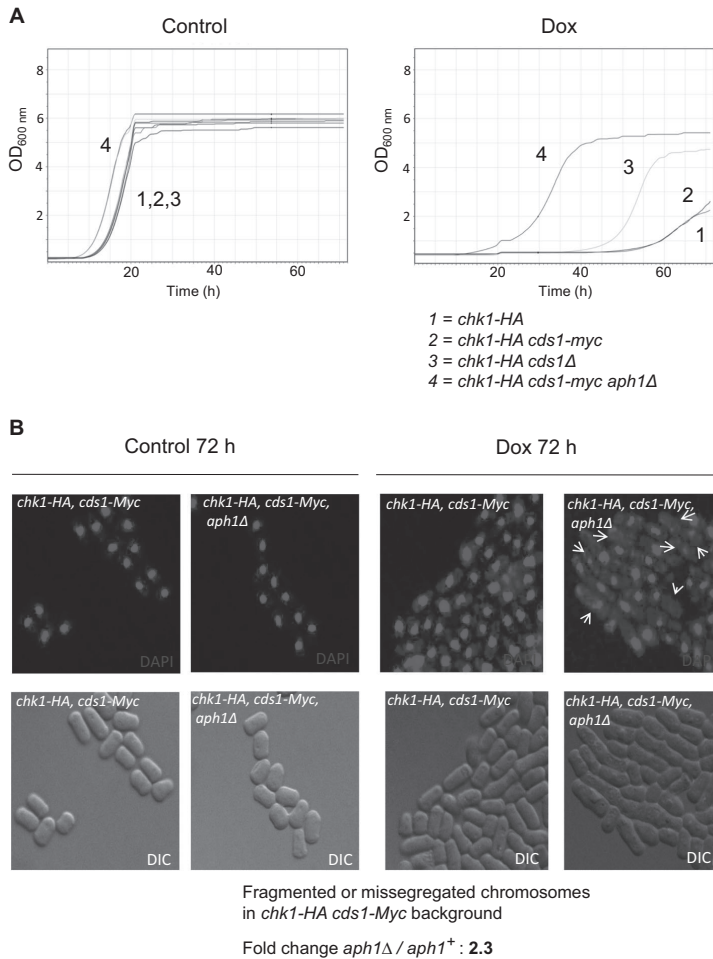 A
Control
Dox
OD600 nm
8
6
4
2
4
1,2,3
20
40
60
Time (h)
OD600 nm
8
6
4
2
4
3
2
1
20
40
60
Time (h)
1 = chk1-HA
2 = chk1-HA cds1-myc
3 = chk1-HA cds1Δ
4 = chk1-HA cds1-myc aph1Δ
B
Control 72 h
Dox 72 h
chk1-HA, cds1-Myc
DAPI
chk1-HA, cds1-Myc,
aph1Δ
DAPI
chk1-HA, cds1-Myc
DAPI
chk1-HA, cds1-Myc,
aph1Δ
DAPI
chk1-HA, cds1-Myc
DIC
chk1-HA, cds1-Myc,
aph1Δ
DIC
chk1-HA, cds1-Myc
DIC
chk1-HA, cds1-Myc,
aph1Δ
DIC
Fragmented or missegregated chromosomes
in chk1-HA cds1-Myc background
Fold change aph1Δ / aph1+ : 2.3